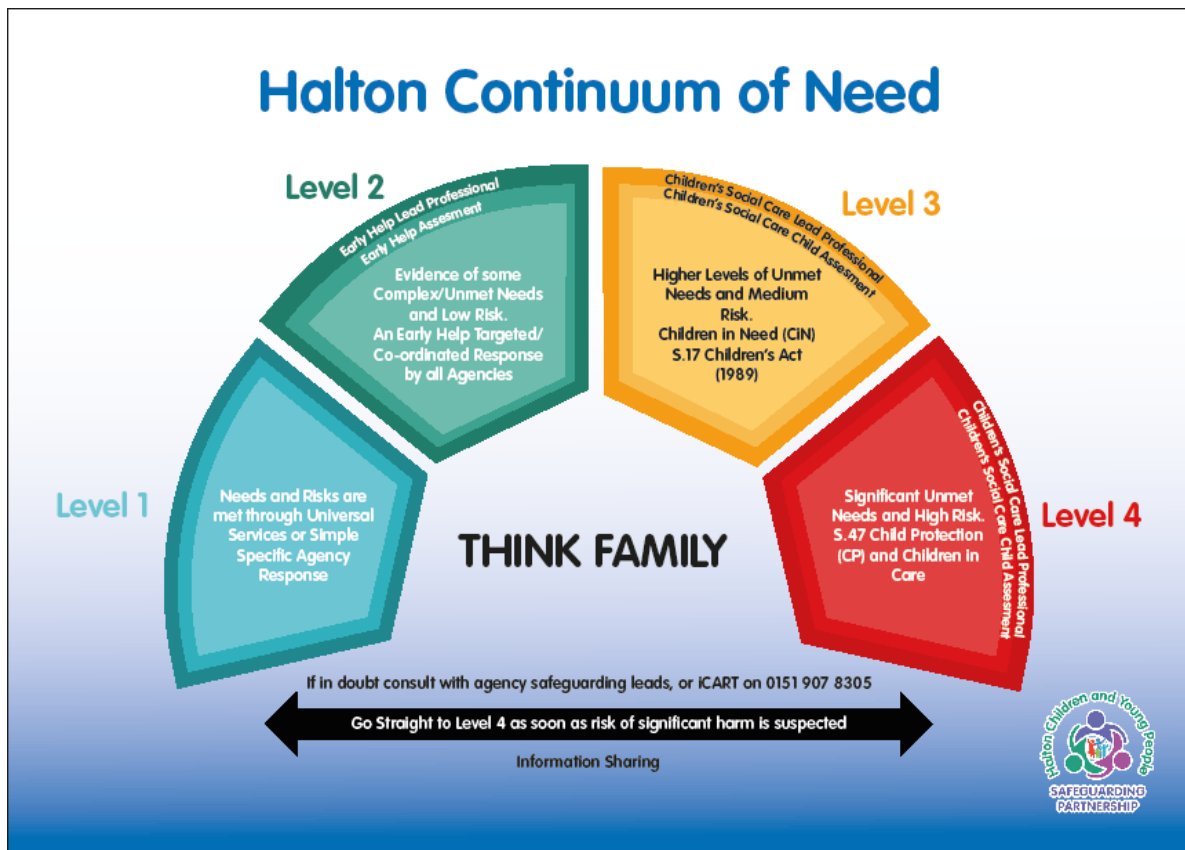 Halton Continuum of Need
Level 1
Needs and Risks are
met through Universal
Services or Simple
Specific Agency
Response
Level 2
Early Help Lead Professional
Early Help Assesment
Evidence of some
Complex/Unmet Needs
and Low Risk.
An Early Help Targeted/
Co-ordinated Response
by all Agencies
Level 3
Children's Social Care Lead Professional
Children's Social Care Child Assesment
Higher Levels of Unmet
Needs and Medium
Risk.
Children in Need (CiN)
S.17 Children's Act
(1989)
Level 4
Children's Social Care Lead Professional
Children's Social Care Child Assesment
Significant Unmet
Needs and High Risk.
S.47 Child Protection
(CP) and Children in
Care
THINK FAMILY
If in doubt consult with agency safeguarding leads, or iCART on 0151 907 8305
Go Straight to Level 4 as soon as risk of significant harm is suspected
Information Sharing
Halton Children and Young People
SAFEGUARDING
PARTNERSHIP